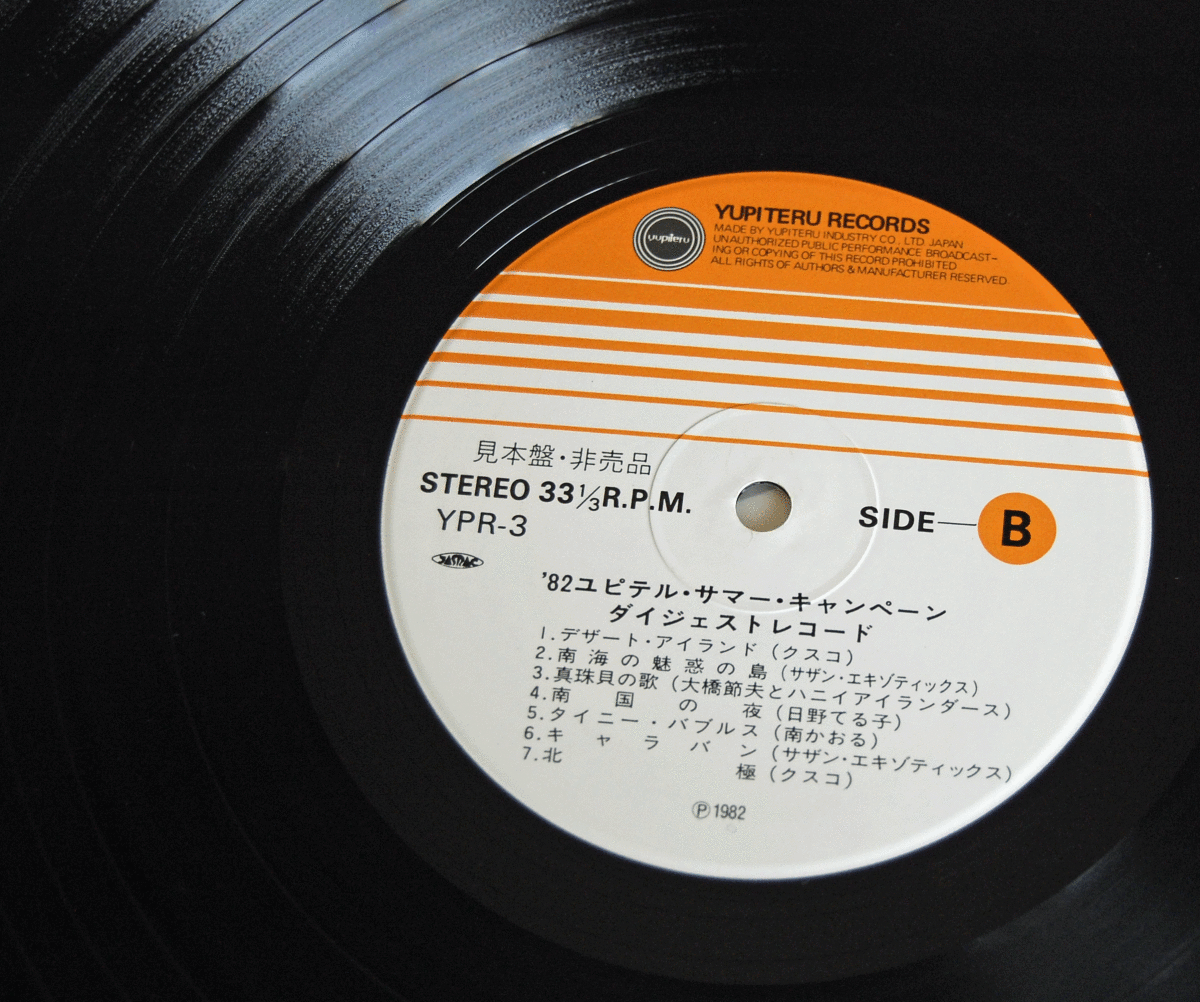 yupiteru
YUPITERU RECORDS
MADE BY YUPITERU INDUSTRY CO., LTD. JAPAN
UNAUTHORIZED PUBLIC PERFORMANCE BROADCAST-
ING OR COPYING OF THIS RECORD PROHIBITED
ALL RIGHTS OF AUTHORS & MANUFACTURER RESERVED
見本盤・非売品
STEREO 33⅓R.P.M.
YPR-3
JASRAC
SIDE—B
'82ユピテル・サマー・キャンペーン
ダイジェストレコード
1.デザート・アイランド(クスコ)
2.南海の魅惑の島(サザン・エキゾティックス)
3.真珠貝の歌(大橋節夫とハニイアイランダース)
4.南国の夜(日野てる子)
5.タイニー・バブルス(南かおる)
6.キャラバン(サザン・エキゾティックス)
7.北極(クスコ)
Ⓟ1982